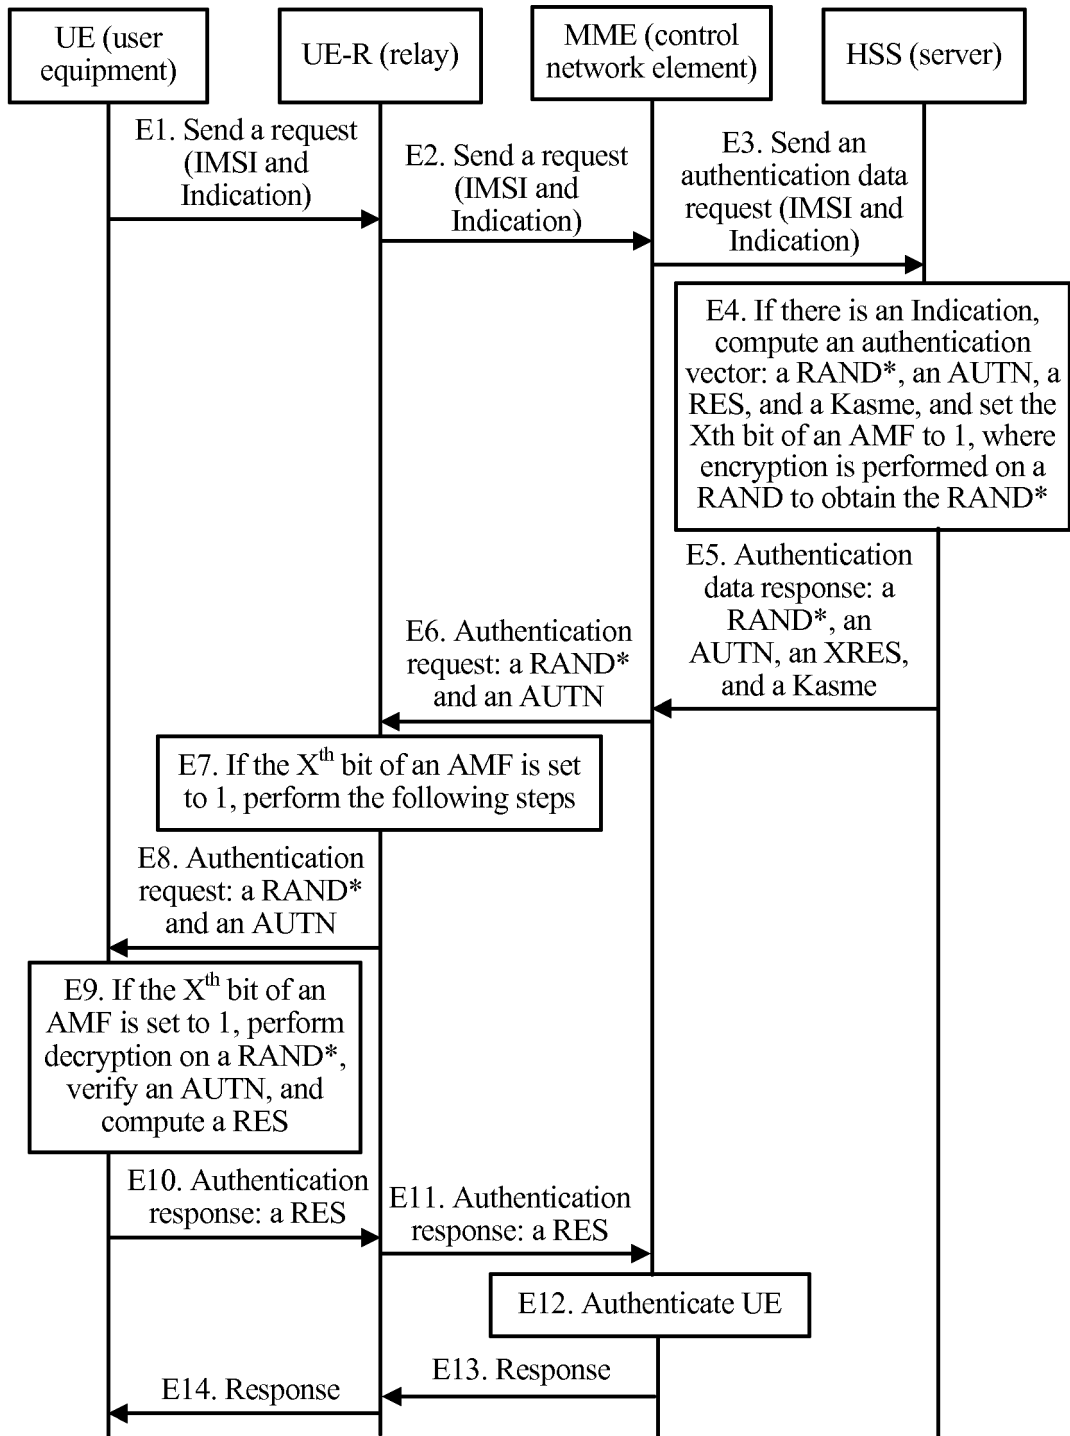 UE (user
equipment)
UE-R (relay)
MME (control
network element)
HSS (server)
E1. Send a request
(IMSI and
Indication)
E2. Send a request
(IMSI and
Indication)
E3. Send an
authentication data
request (IMSI and
Indication)
E4. If there is an Indication,
compute an authentication
vector: a RAND*, an AUTN, a
RES, and a Kasme, and set the
Xth bit of an AMF to 1, where
encryption is performed on a
RAND to obtain the RAND*
E5. Authentication
data response: a
RAND*, an
AUTN, an XRES,
and a Kasme
E6. Authentication
request: a RAND*
and an AUTN
E7. If the Xth bit of an AMF is set
to 1, perform the following steps
E8. Authentication
request: a RAND*
and an AUTN
E9. If the Xth bit of an
AMF is set to 1, perform
decryption on a RAND*,
verify an AUTN, and
compute a RES
E10. Authentication
response: a RES
E11. Authentication
response: a RES
E12. Authenticate UE
E13. Response
E14. Response